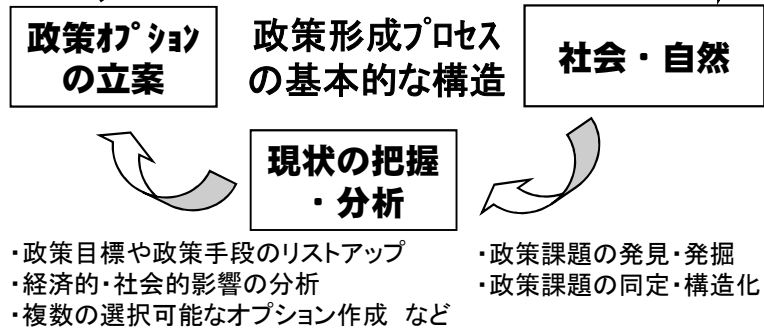 政策ｵﾌﾟｼｮﾝ
の立案
政策形成ﾌﾟﾛｾｽ
の基本的な構造
社会・自然
現状の把握
・分析
・政策目標や政策手段のリストアップ
・経済的・社会的影響の分析
・複数の選択可能なオプション作成 など
・政策課題の発見・発掘
・政策課題の同定・構造化